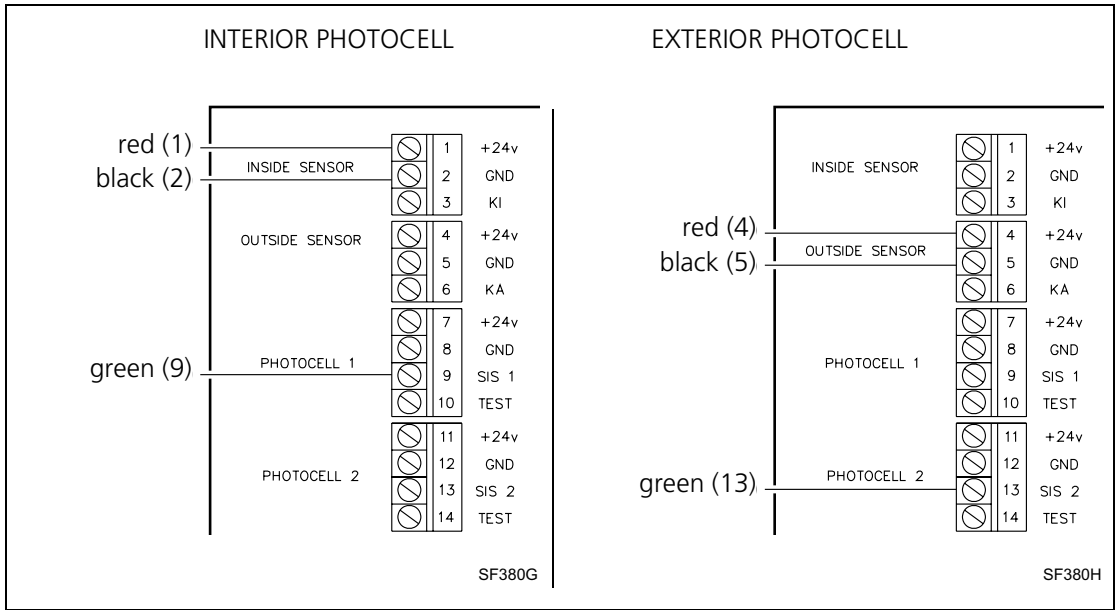 INTERIOR PHOTOCELL
red (1)
black (2)
green (9)
INSIDE SENSOR
OUTSIDE SENSOR
PHOTOCELL 1
PHOTOCELL 2
1 +24v
2 GND
3 KI
4 +24v
5 GND
6 KA
7 +24v
8 GND
9 SIS 1
10 TEST
11 +24v
12 GND
13 SIS 2
14 TEST
SF380G
EXTERIOR PHOTOCELL
red (4)
black (5)
green (13)
INSIDE SENSOR
OUTSIDE SENSOR
PHOTOCELL 1
PHOTOCELL 2
1 +24v
2 GND
3 KI
4 +24v
5 GND
6 KA
7 +24v
8 GND
9 SIS 1
10 TEST
11 +24v
12 GND
13 SIS 2
14 TEST
SF380H